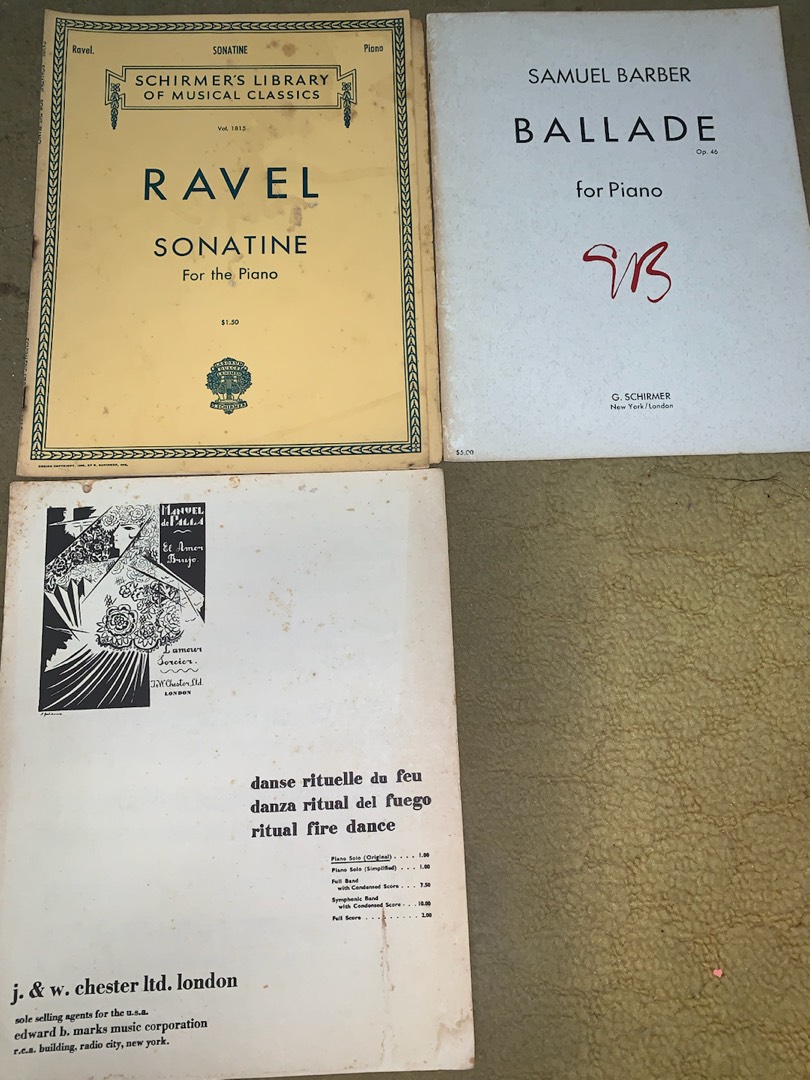 Ravel.
SONATINE
Piano
SCHIRMER'S LIBRARY
OF MUSICAL CLASSICS
Vol. 1815
RAVEL
SONATINE
For the Piano
$1.50
G. SCHIRMER
SAMUEL BARBER
BALLADE
Op. 46
for Piano
SB
G. SCHIRMER
New York/London
$5.00
MANUEL
de FALLA
El Amor
Brujo.
L'amour
Sorcier.
J&W. Chester, Ltd.
LONDON
danse rituelle du feu
danza ritual del fuego
ritual fire dance
Piano Solo (Original) . . . . 1.00
Piano Solo (Simplified) . . . 1.00
Full Band
with Condensed Score . . . 7.50
Symphonic Band
with Condensed Score . . . 10.00
Full Score . . . . . . . . . 2.00
j. & w. chester ltd. london
sole selling agents for the u.s.a.
edward b. marks music corporation
r.c.a. building, radio city, new york.